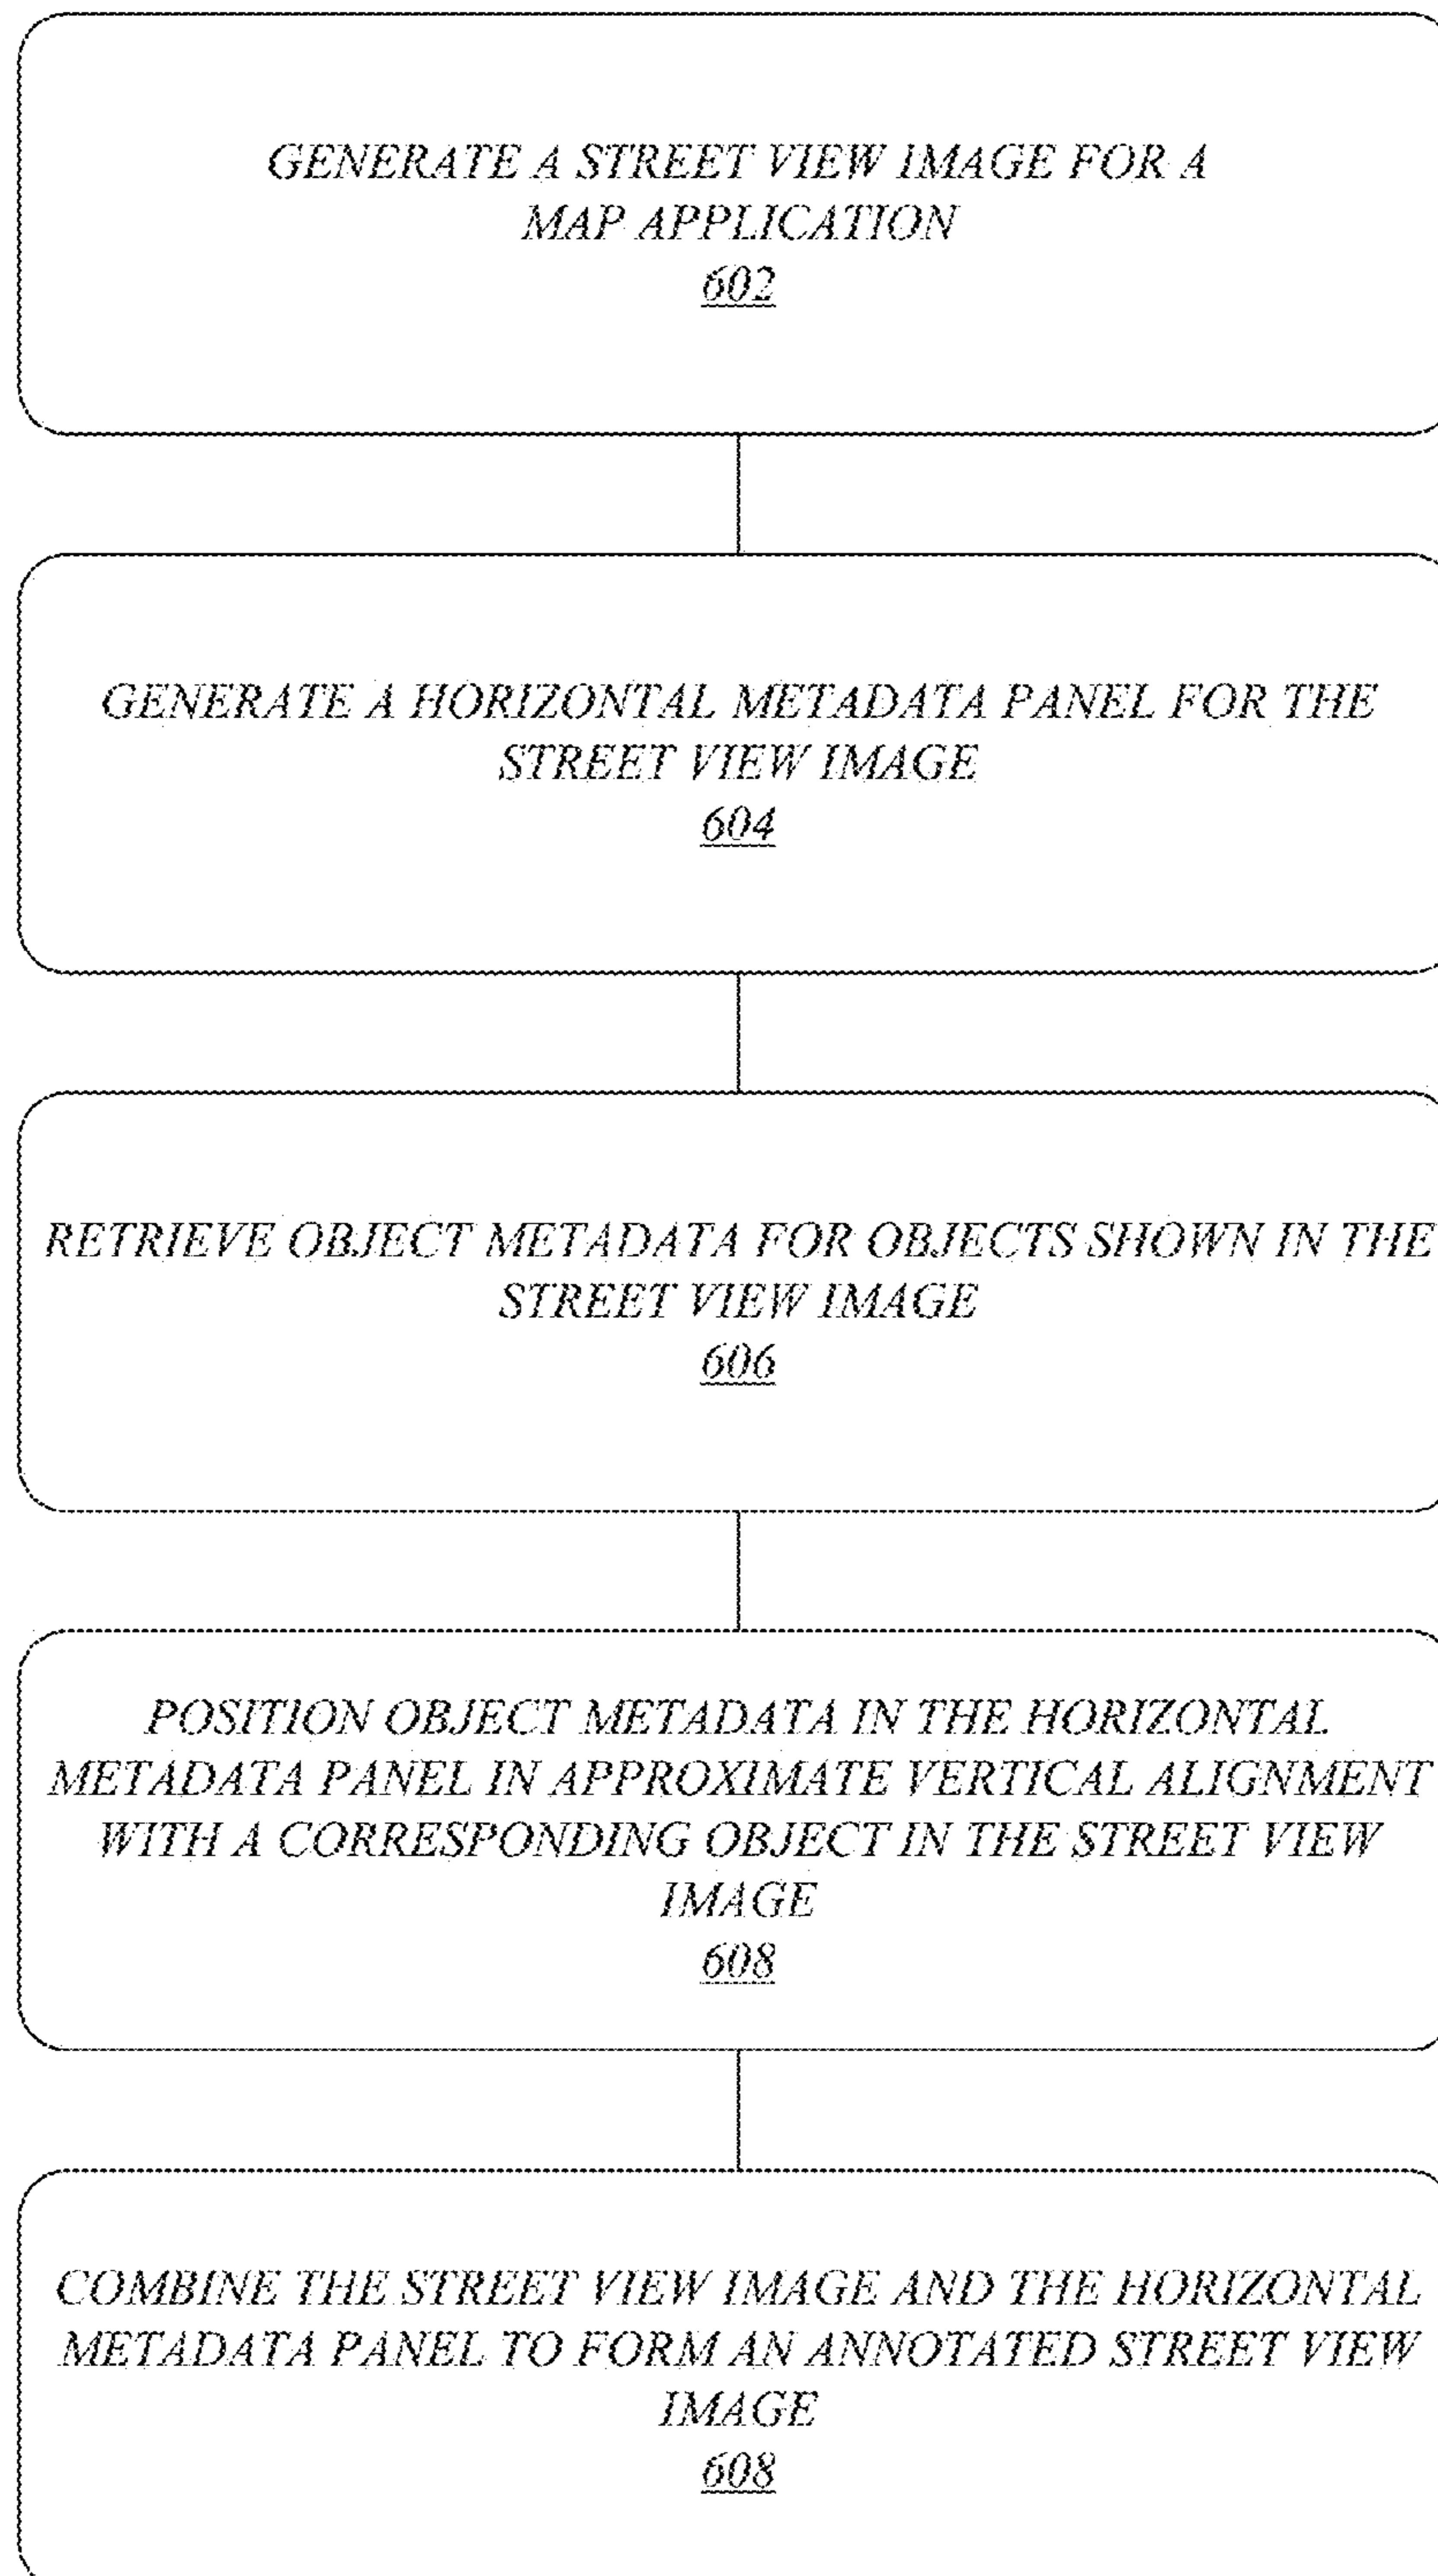 GENERATE A STREET VIEW IMAGE FOR A
MAP APPLICATION
602
GENERATE A HORIZONTAL METADATA PANEL FOR THE
STREET VIEW IMAGE
604
RETRIEVE OBJECT METADATA FOR OBJECTS SHOWN IN THE
STREET VIEW IMAGE
606
POSITION OBJECT METADATA IN THE HORIZONTAL
METADATA PANEL IN APPROXIMATE VERTICAL ALIGNMENT
WITH A CORRESPONDING OBJECT IN THE STREET VIEW
IMAGE
608
COMBINE THE STREET VIEW IMAGE AND THE HORIZONTAL
METADATA PANEL TO FORM AN ANNOTATED STREET VIEW
IMAGE
608